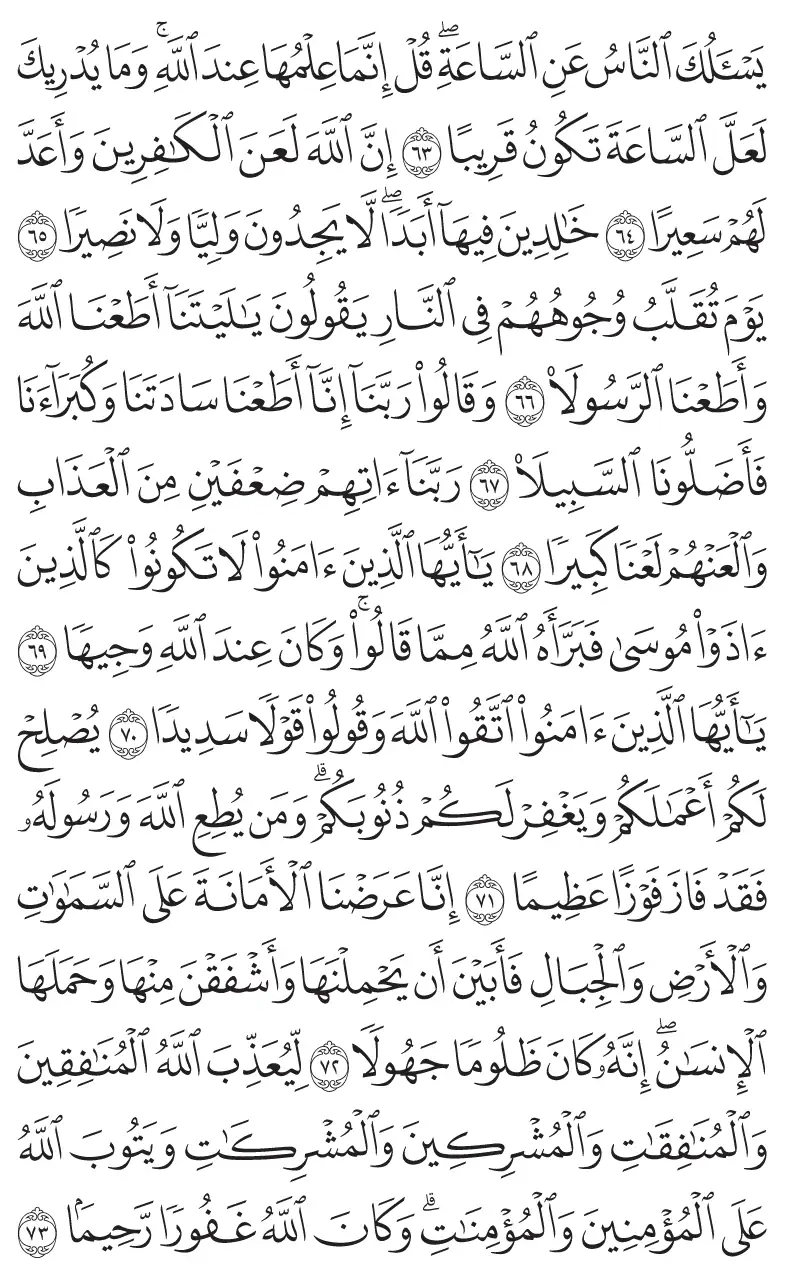 يَسْـَٔلُكَ ٱلنَّاسُ عَنِ ٱلسَّاعَةِۖ قُلْ إِنَّمَا عِلْمُهَا عِندَ ٱللَّهِۚ وَمَا يُدْرِيكَ
لَعَلَّ ٱلسَّاعَةَ تَكُونُ قَرِيبًا ٦٣ إِنَّ ٱللَّهَ لَعَنَ ٱلْكَٰفِرِينَ وَأَعَدَّ
لَهُمْ سَعِيرًا ٦٤ خَٰلِدِينَ فِيهَآ أَبَدًاۖ لَّا يَجِدُونَ وَلِيًّا وَلَا نَصِيرًا ٦٥
يَوْمَ تُقَلَّبُ وُجُوهُهُمْ فِى ٱلنَّارِ يَقُولُونَ يَٰلَيْتَنَآ أَطَعْنَا ٱللَّهَ
وَأَطَعْنَا ٱلرَّسُولَا۠ ٦٦ وَقَالُوا۟ رَبَّنَآ إِنَّآ أَطَعْنَا سَادَتَنَا وَكُبَرَآءَنَا
فَأَضَلُّونَا ٱلسَّبِيلَا۠ ٦٧ رَبَّنَآ ءَاتِهِمْ ضِعْفَيْنِ مِنَ ٱلْعَذَابِ
وَٱلْعَنْهُمْ لَعْنًا كَبِيرًا ٦٨ يَٰٓأَيُّهَا ٱلَّذِينَ ءَامَنُوا۟ لَا تَكُونُوا۟ كَٱلَّذِينَ
ءَاذَوْا۟ مُوسَىٰ فَبَرَّأَهُ ٱللَّهُ مِمَّا قَالُوا۟ۚ وَكَانَ عِندَ ٱللَّهِ وَجِيهًا ٦٩
يَٰٓأَيُّهَا ٱلَّذِينَ ءَامَنُوا۟ ٱتَّقُوا۟ ٱللَّهَ وَقُولُوا۟ قَوْلًا سَدِيدًا ٧٠ يُصْلِحْ
لَكُمْ أَعْمَٰلَكُمْ وَيَغْفِرْ لَكُمْ ذُنُوبَكُمْۗ وَمَن يُطِعِ ٱللَّهَ وَرَسُولَهُۥ
فَقَدْ فَازَ فَوْزًا عَظِيمًا ٧١ إِنَّا عَرَضْنَا ٱلْأَمَانَةَ عَلَى ٱلسَّمَٰوَٰتِ
وَٱلْأَرْضِ وَٱلْجِبَالِ فَأَبَيْنَ أَن يَحْمِلْنَهَا وَأَشْفَقْنَ مِنْهَا وَحَمَلَهَا
ٱلْإِنسَٰنُۖ إِنَّهُۥ كَانَ ظَلُومًا جَهُولًا ٧٢ لِّيُعَذِّبَ ٱللَّهُ ٱلْمُنَٰفِقِينَ
وَٱلْمُنَٰفِقَٰتِ وَٱلْمُشْرِكِينَ وَٱلْمُشْرِكَٰتِ وَيَتُوبَ ٱللَّهُ
عَلَى ٱلْمُؤْمِنِينَ وَٱلْمُؤْمِنَٰتِۗ وَكَانَ ٱللَّهُ غَفُورًا رَّحِيمًۢا ٧٣